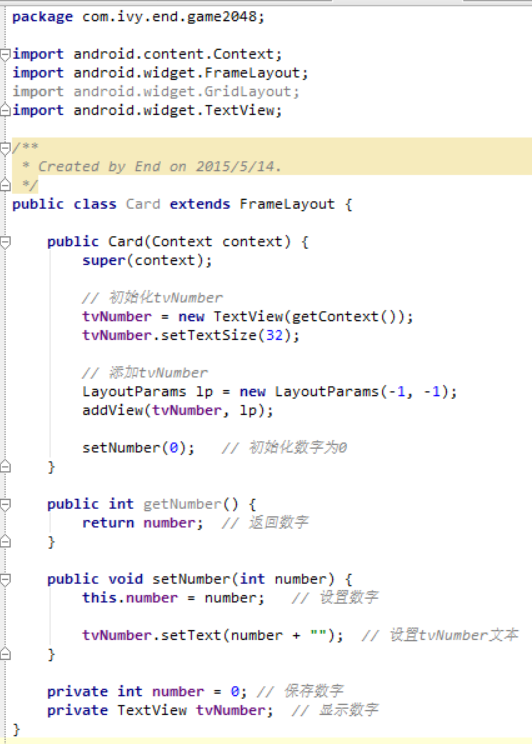 package com.ivy.end.game2048;
import android.content.Context;
import android.widget.FrameLayout;
import android.widget.GridLayout;
import android.widget.TextView;
/**
 * Created by End on 2015/5/14.
 */
public class Card extends FrameLayout {
    public Card(Context context) {
        super(context);
        // 初始化tvNumber
        tvNumber = new TextView(getContext());
        tvNumber.setTextSize(32);
        // 添加tvNumber
        LayoutParams lp = new LayoutParams(-1, -1);
        addView(tvNumber, lp);
        setNumber(0);   // 初始化数字为0
    }
    public int getNumber() {
        return number;  // 返回数字
    }
    public void setNumber(int number) {
        this.number = number;   // 设置数字
        tvNumber.setText(number + "");  // 设置tvNumber文本
    }
    private int number = 0; // 保存数字
    private TextView tvNumber;  // 显示数字
}